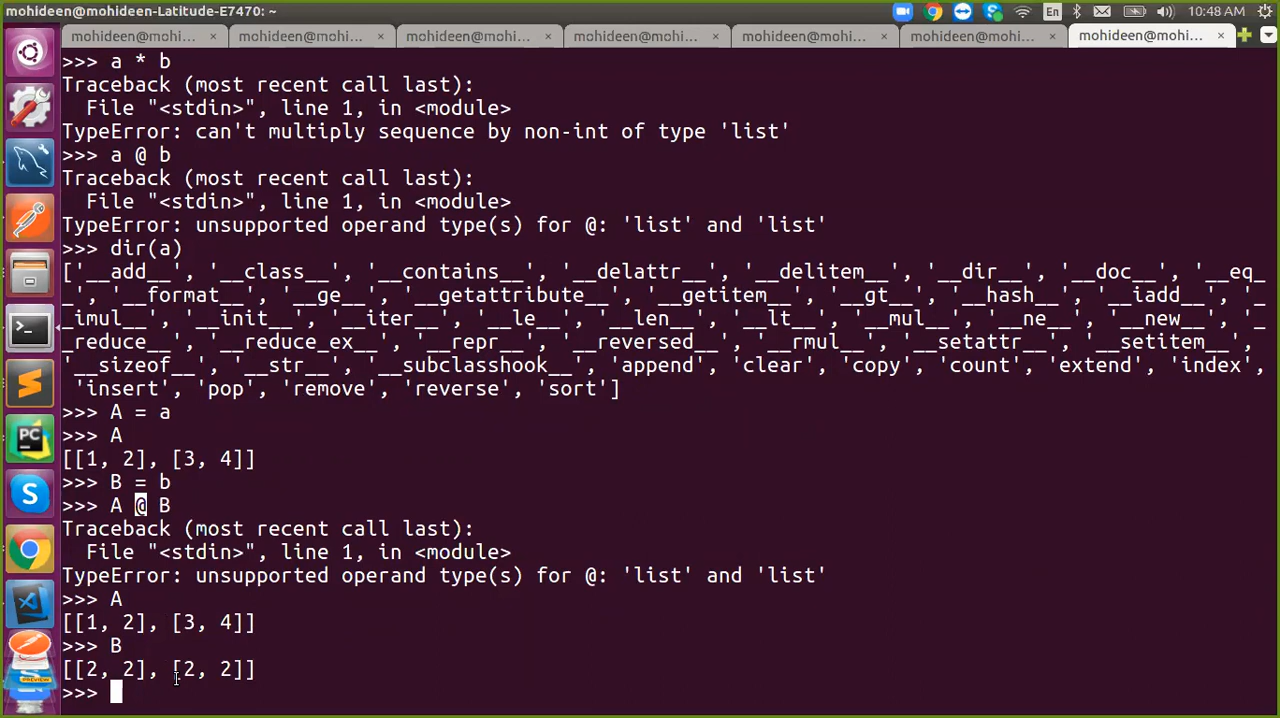 mohideen@mohideen-Latitude-E7470: ~
En
10:48 AM
mohideen@mohi... × mohideen@mohi... × mohideen@mohi... × mohideen@mohi... × mohideen@mohi... × mohideen@mohi... × mohideen@mohi... ×
>>> a * b
Traceback (most recent call last):
  File "<stdin>", line 1, in <module>
TypeError: can't multiply sequence by non-int of type 'list'
>>> a @ b
Traceback (most recent call last):
  File "<stdin>", line 1, in <module>
TypeError: unsupported operand type(s) for @: 'list' and 'list'
>>> dir(a)
['__add__', '__class__', '__contains__', '__delattr__', '__delitem__', '__dir__', '__doc__', '__eq_
_', '__format__', '__ge__', '__getattribute__', '__getitem__', '__gt__', '__hash__', '__iadd__', '_
_imul__', '__init__', '__iter__', '__le__', '__len__', '__lt__', '__mul__', '__ne__', '__new__', '_
_reduce__', '__reduce_ex__', '__repr__', '__reversed__', '__rmul__', '__setattr__', '__setitem__',
'__sizeof__', '__str__', '__subclasshook__', 'append', 'clear', 'copy', 'count', 'extend', 'index',
 'insert', 'pop', 'remove', 'reverse', 'sort']
>>> A = a
>>> A
[[1, 2], [3, 4]]
>>> B = b
>>> A @ B
Traceback (most recent call last):
  File "<stdin>", line 1, in <module>
TypeError: unsupported operand type(s) for @: 'list' and 'list'
>>> A
[[1, 2], [3, 4]]
>>> B
[[2, 2], [2, 2]]
>>>
PC
PREVIEW